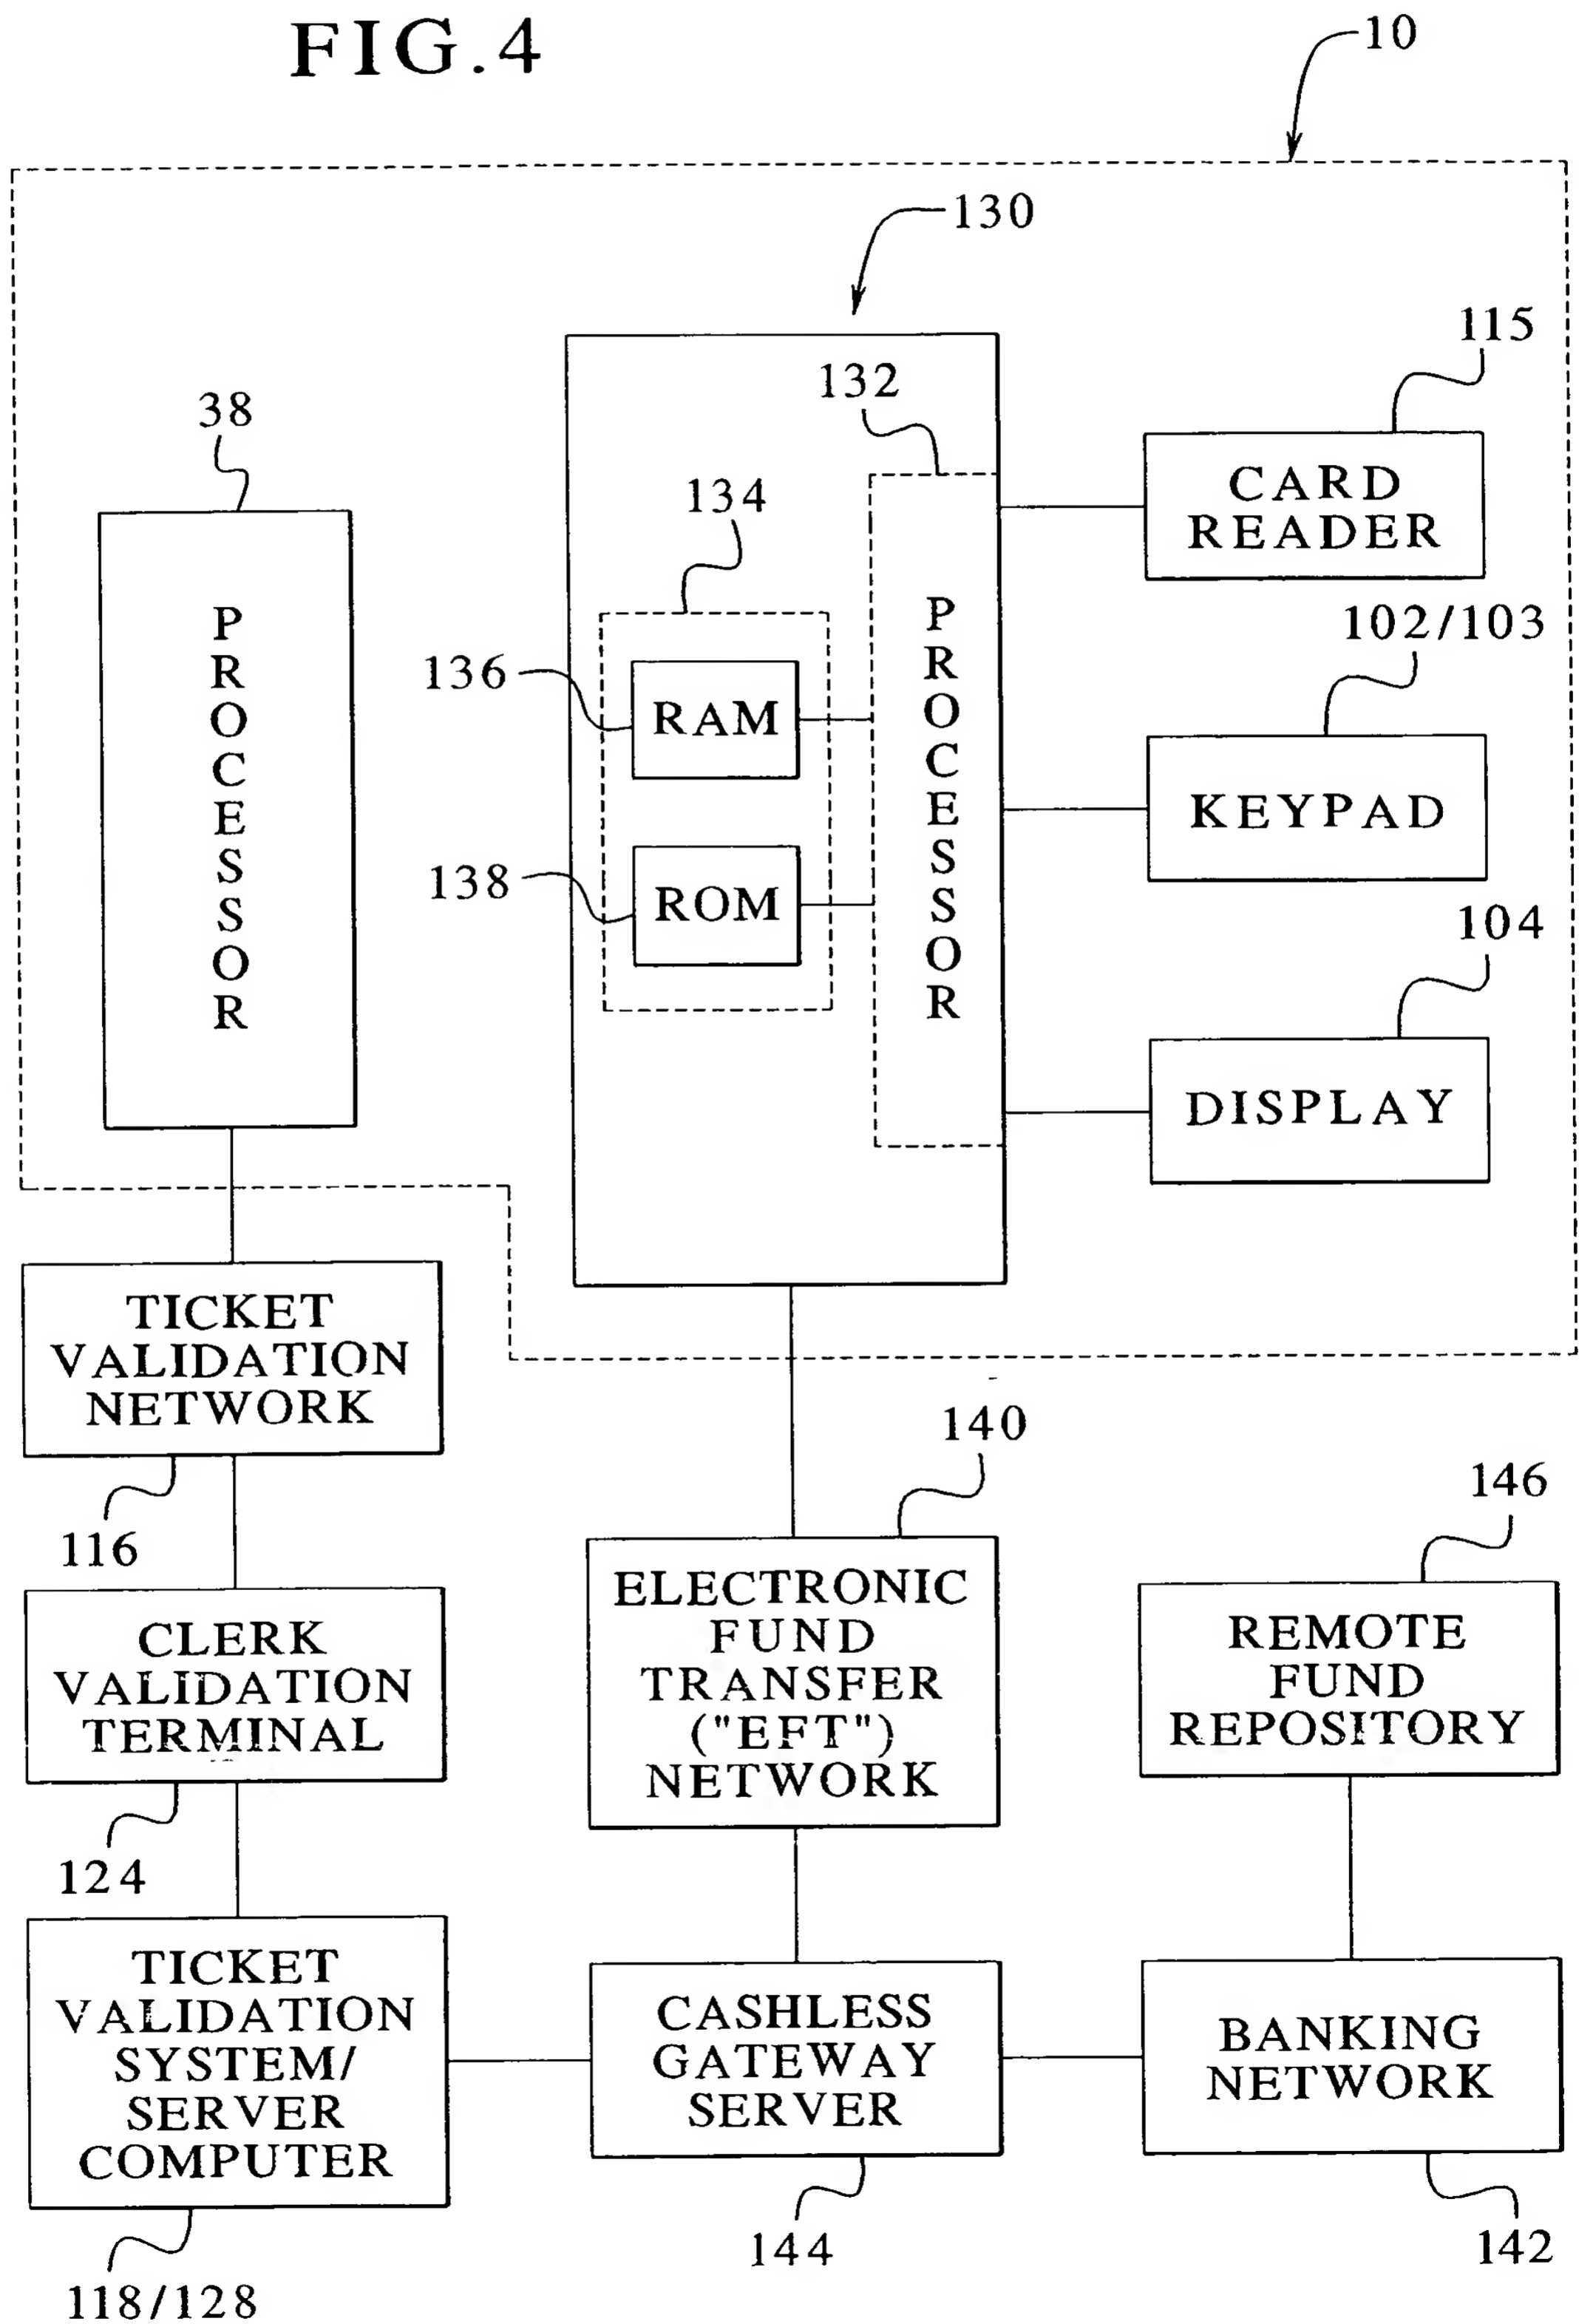 FIG.4
10
130
115
132
38
CARD
READER
134
102/103
PROCESSOR
PROCESSOR
136
RAM
KEYPAD
138
ROM
104
DISPLAY
TICKET
VALIDATION
NETWORK
140
146
116
ELECTRONIC
FUND
TRANSFER
("EFT")
NETWORK
REMOTE
FUND
REPOSITORY
CLERK
VALIDATION
TERMINAL
124
TICKET
VALIDATION
SYSTEM/
SERVER
COMPUTER
CASHLESS
GATEWAY
SERVER
BANKING
NETWORK
144
142
118/128